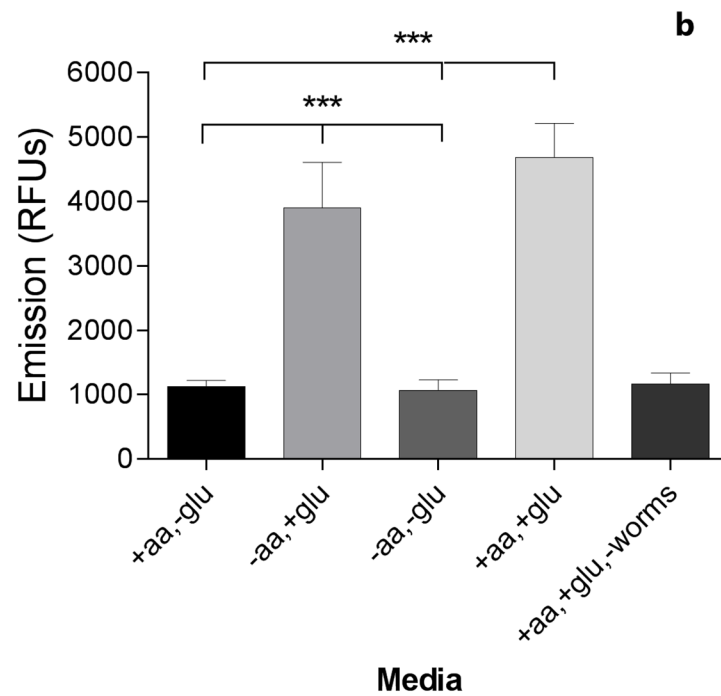 b
***
***
6000
5000
4000
3000
2000
1000
0
Emission (RFUs)
+aa,-glu
-aa,+glu
-aa,-glu
+aa,+glu
+aa,+glu,-worms
Media